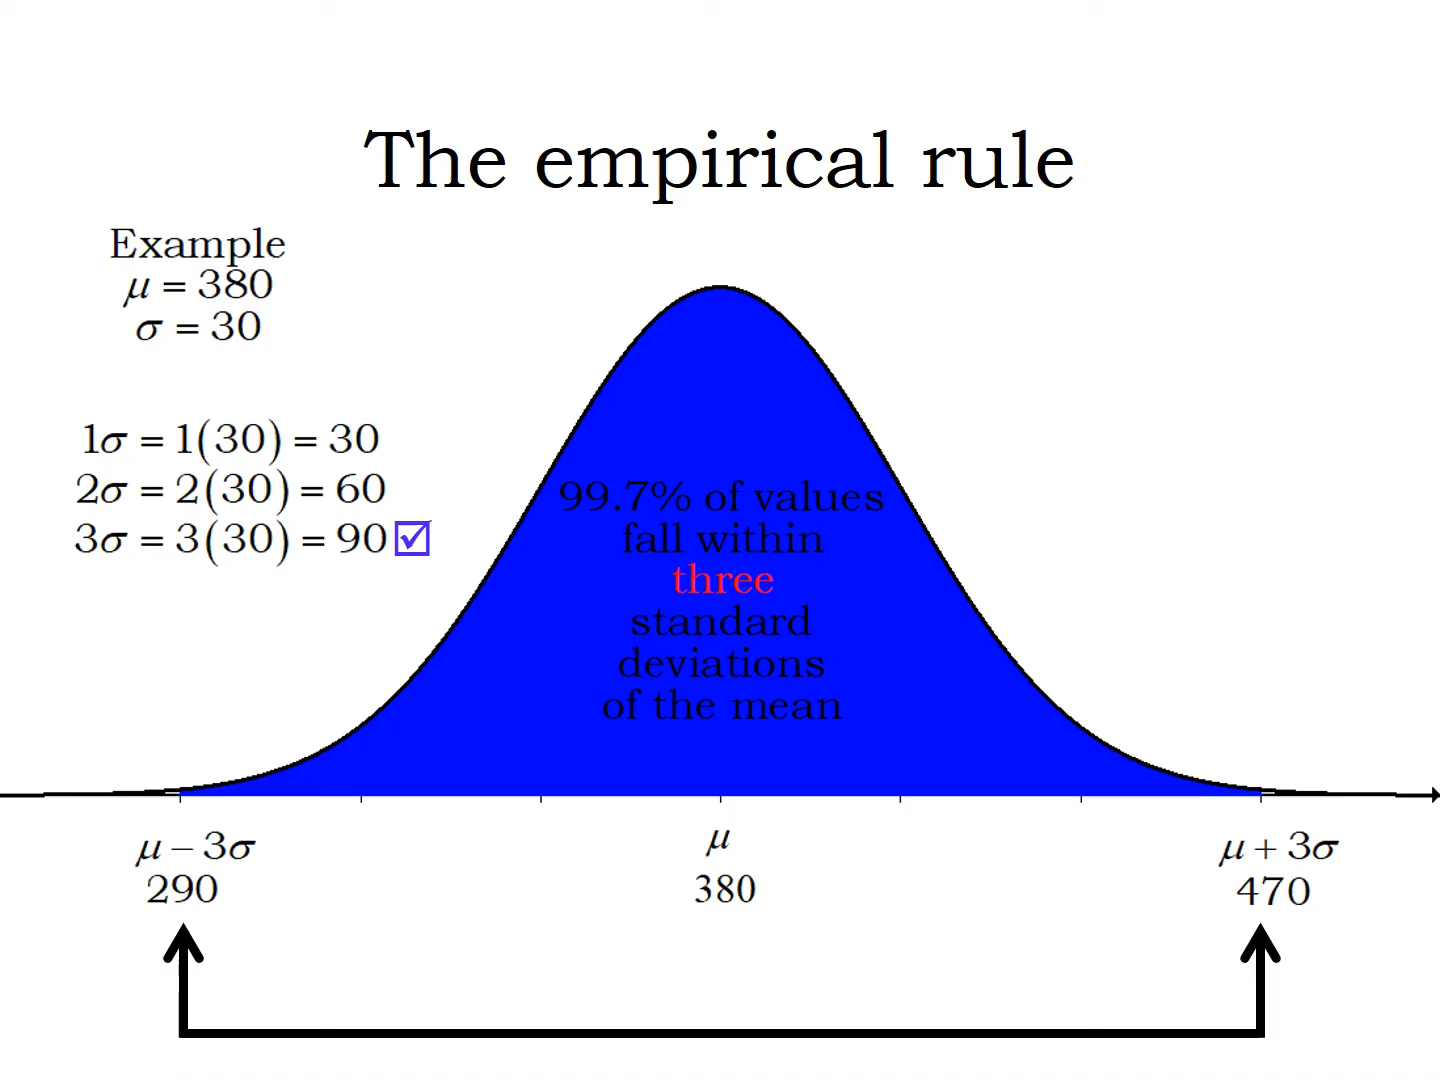 The empirical rule
Example
μ = 380
σ = 30
1σ = 1(30) = 30
2σ = 2(30) = 60
3σ = 3(30) = 90
99.7% of values
fall within
three
standard
deviations
of the mean
μ − 3σ
290
μ
380
μ + 3σ
470